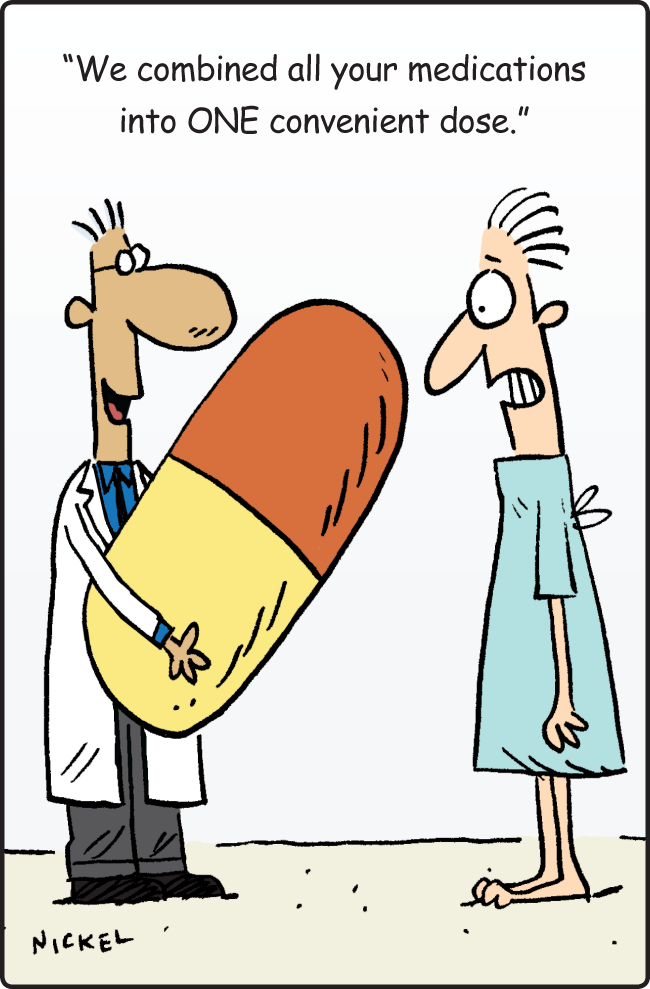 “We combined all your medications
into ONE convenient dose.”
NICKEL